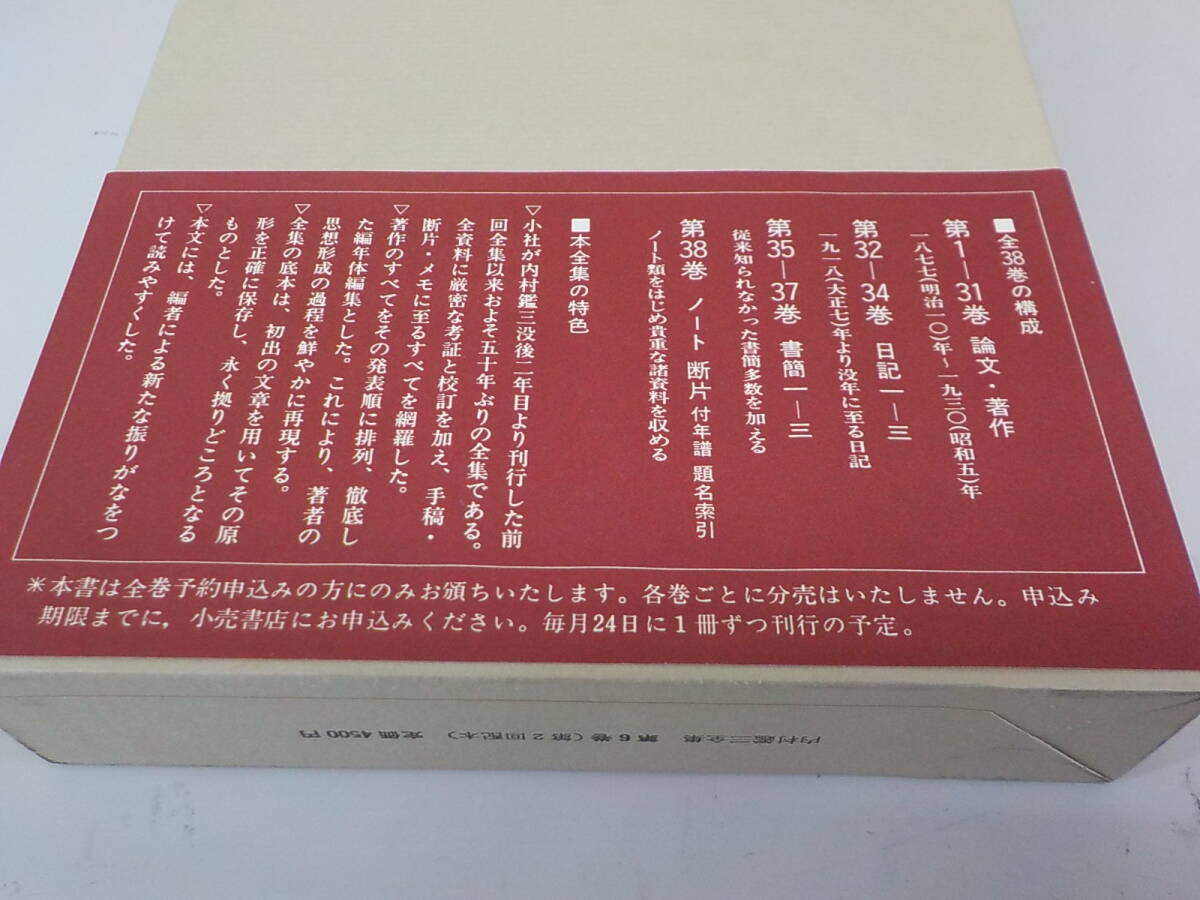 ■全38巻の構成
第1―31巻 論文・著作
一八七七(明治一〇)年~一九三〇(昭和五)年
第32―34巻 日記一―三
一九一八(大正七)年より没年に至る日記
第35―37巻 書簡一―三
従来知られなかった書簡多数を加える
第38巻 ノート 断片 付年譜 題名索引
ノート類をはじめ貴重な諸資料を収める
■本全集の特色
▽小社が内村鑑三没後二年目より刊行した前
回全集以来およそ五十年ぶりの全集である。
全資料に厳密な考証と校訂を加え、手稿・
断片・メモに至るすべてを網羅した。
▽著作のすべてをその発表順に排列、徹底し
た編年体編集とした。これにより、著者の
思想形成の過程を鮮やかに再現する。
▽全集の底本は、初出の文章を用いてその原
形を正確に保存し、永く拠りどころとなる
ものとした。
▽本文には、編者による新たな振りがなをつ
けて読みやすくした。
*本書は全巻予約申込みの方にのみお頒ちいたします。各巻ごとに分売はいたしません。申込み
期限までに,小売書店にお申込みください。毎月24日に1冊ずつ刊行の予定。
内村鑑三全集 第6巻(第2回配本) 定価4500円